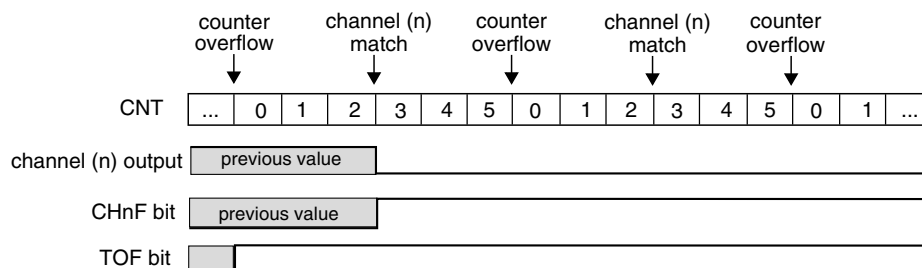 counter
overflow
channel (n)
match
counter
overflow
channel (n)
match
counter
overflow
CNT ... 0 1 2 3 4 5 0 1 2 3 4 5 0 1 ...
channel (n) output previous value
CHnF bit previous value
TOF bit